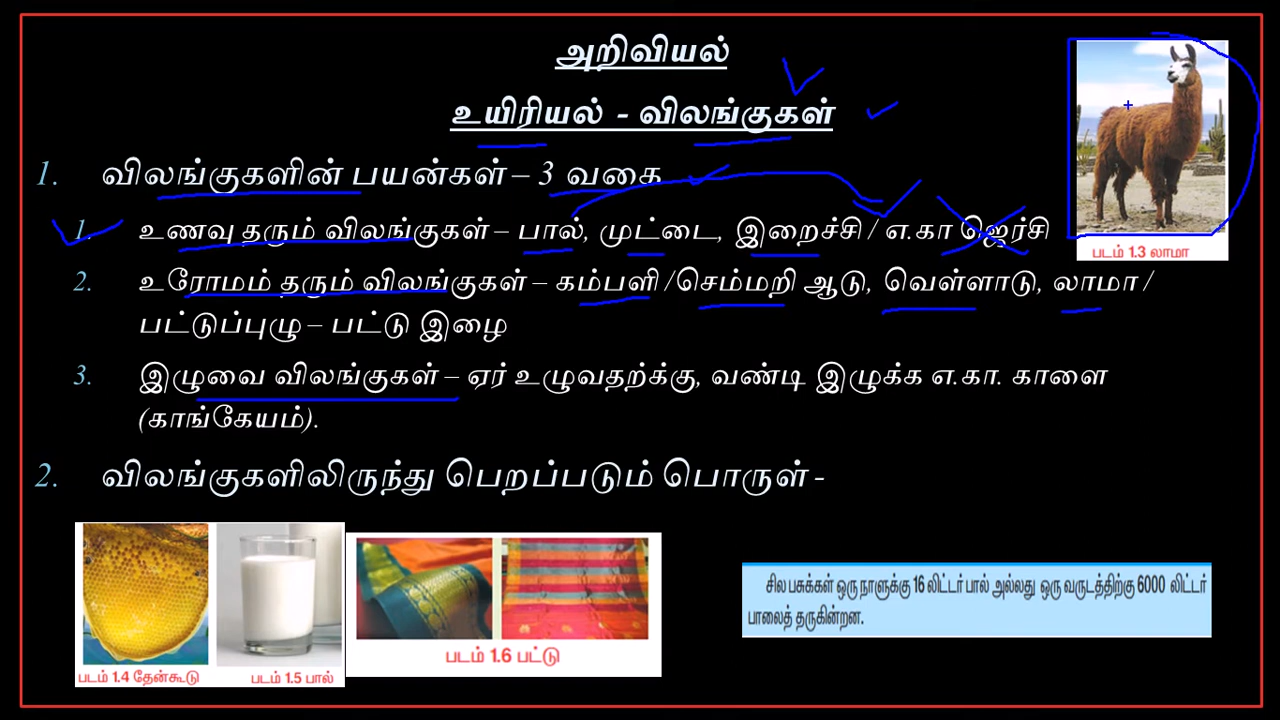 அறிவியல்
உயிரியல் - விலங்குகள்
1. விலங்குகளின் பயன்கள் – 3 வகை
1. உணவு தரும் விலங்குகள் – பால், முட்டை, இறைச்சி / எ.கா ஜெர்சி
படம் 1.3 லாமா
2. உரோமம் தரும் விலங்குகள் – கம்பளி /செம்மறி ஆடு, வெள்ளாடு, லாமா /
பட்டுப்புழு – பட்டு இழை
3. இழுவை விலங்குகள் – ஏர் உழுவதற்க்கு, வண்டி இழுக்க எ.கா. காளை
(காங்கேயம்).
2. விலங்குகளிலிருந்து பெறப்படும் பொருள் -
சில பசுக்கள் ஒரு நாளுக்கு 16 லிட்டர் பால் அல்லது ஒரு வருடத்திற்கு 6000 லிட்டர்
பாலைத் தருகின்றன.
படம் 1.4 தேன்கூடு
படம் 1.5 பால்
படம் 1.6 பட்டு